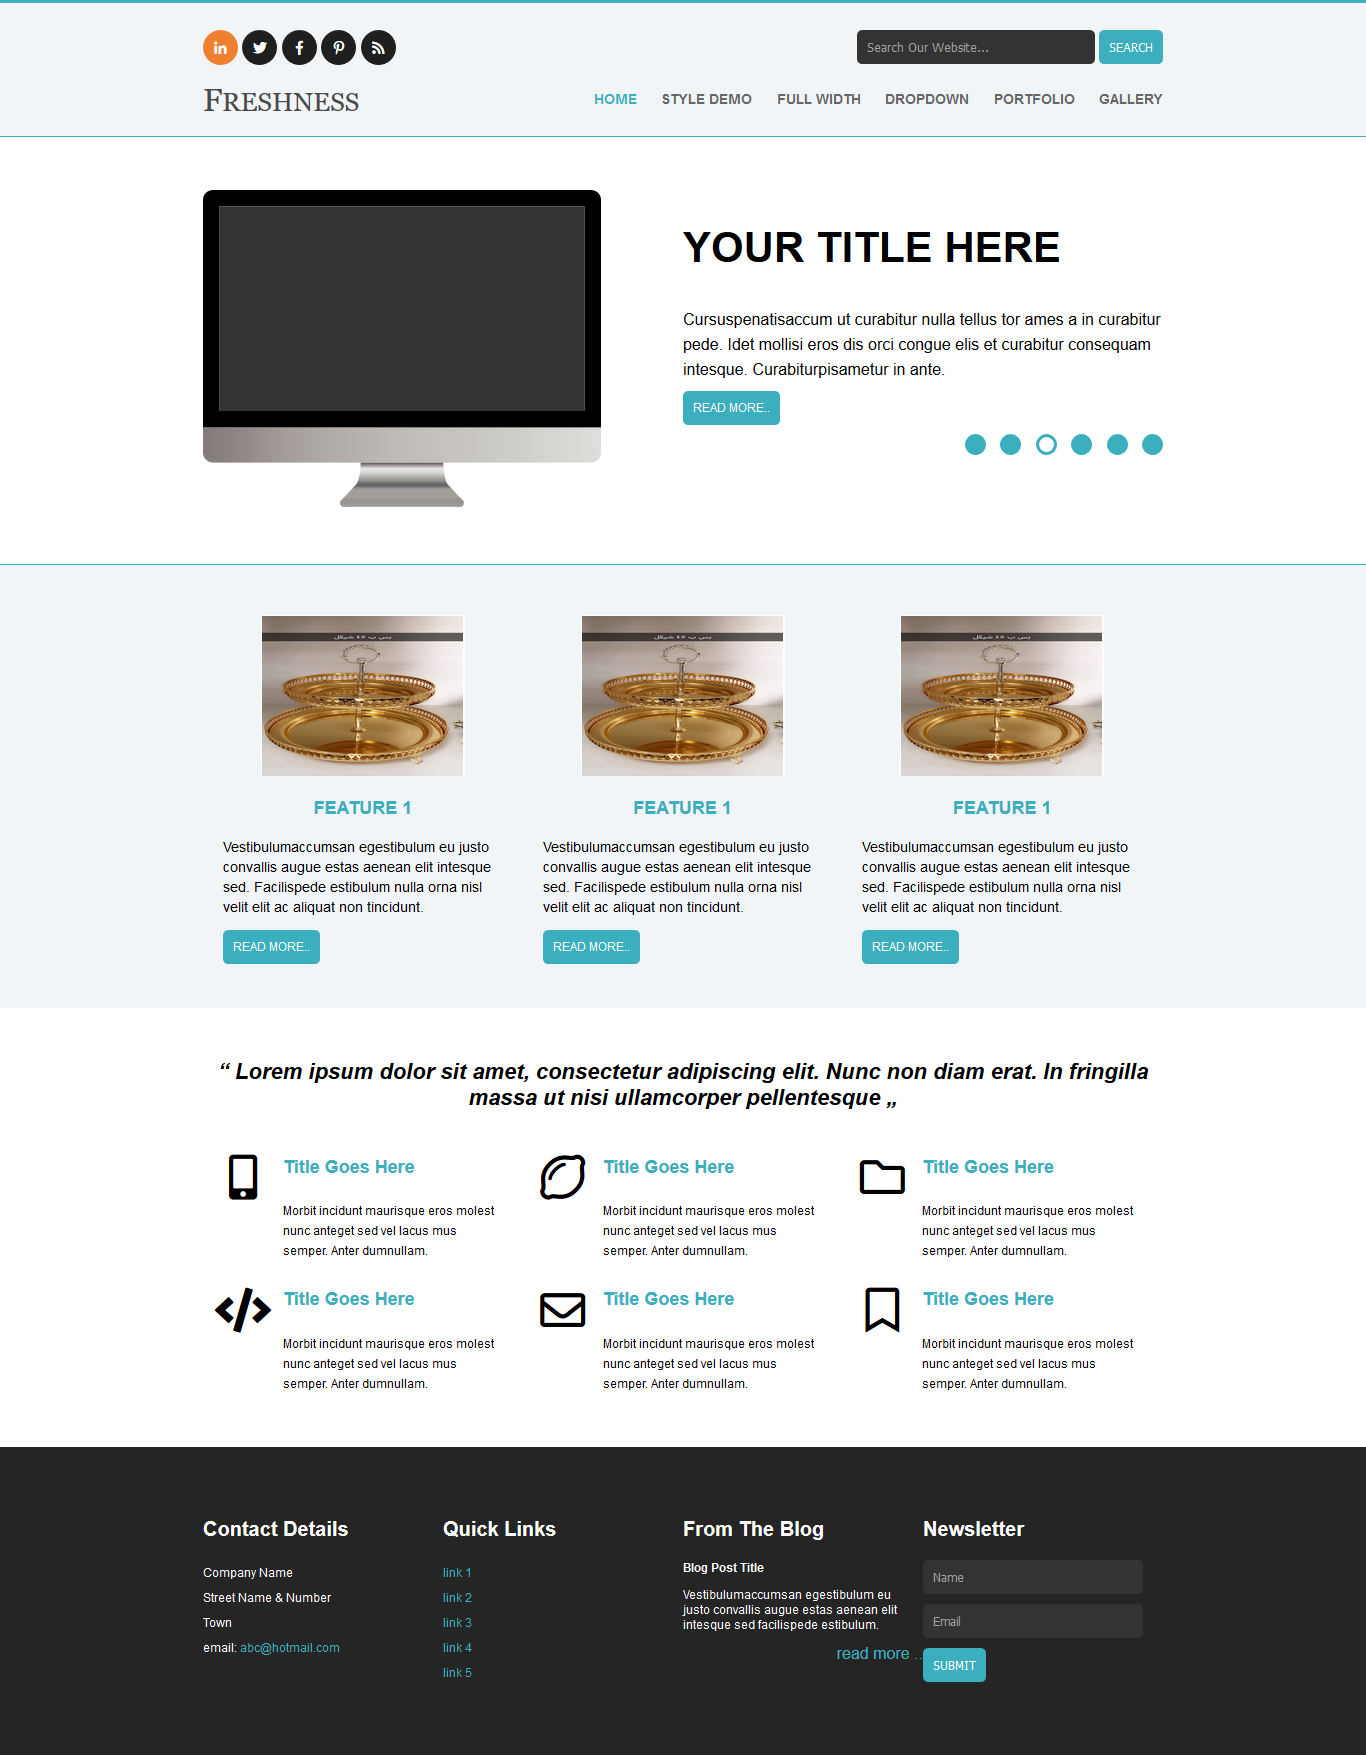 Search Our Website...
SEARCH
FRESHNESS
HOME STYLE DEMO FULL WIDTH DROPDOWN PORTFOLIO GALLERY
YOUR TITLE HERE
Cursuspenatisaccum ut curabitur nulla tellus tor ames a in curabitur
pede. Idet mollisi eros dis orci congue elis et curabitur consequam
intesque. Curabiturpisametur in ante.
READ MORE..
بس ب ٤٥ شيكل
FEATURE 1
Vestibulumaccumsan egestibulum eu justo
convallis augue estas aenean elit intesque
sed. Facilispede estibulum nulla orna nisl
velit elit ac aliquat non tincidunt.
READ MORE..
بس ب ٤٥ شيكل
FEATURE 1
Vestibulumaccumsan egestibulum eu justo
convallis augue estas aenean elit intesque
sed. Facilispede estibulum nulla orna nisl
velit elit ac aliquat non tincidunt.
READ MORE..
بس ب ٤٥ شيكل
FEATURE 1
Vestibulumaccumsan egestibulum eu justo
convallis augue estas aenean elit intesque
sed. Facilispede estibulum nulla orna nisl
velit elit ac aliquat non tincidunt.
READ MORE..
“ Lorem ipsum dolor sit amet, consectetur adipiscing elit. Nunc non diam erat. In fringilla
massa ut nisi ullamcorper pellentesque „
Title Goes Here
Morbit incidunt maurisque eros molest
nunc anteget sed vel lacus mus
semper. Anter dumnullam.
Title Goes Here
Morbit incidunt maurisque eros molest
nunc anteget sed vel lacus mus
semper. Anter dumnullam.
Title Goes Here
Morbit incidunt maurisque eros molest
nunc anteget sed vel lacus mus
semper. Anter dumnullam.
Title Goes Here
Morbit incidunt maurisque eros molest
nunc anteget sed vel lacus mus
semper. Anter dumnullam.
Title Goes Here
Morbit incidunt maurisque eros molest
nunc anteget sed vel lacus mus
semper. Anter dumnullam.
Title Goes Here
Morbit incidunt maurisque eros molest
nunc anteget sed vel lacus mus
semper. Anter dumnullam.
Contact Details
Company Name
Street Name & Number
Town
email: abc@hotmail.com
Quick Links
link 1
link 2
link 3
link 4
link 5
From The Blog
Blog Post Title
Vestibulumaccumsan egestibulum eu
justo convallis augue estas aenean elit
intesque sed facilispede estibulum.
read more ..
Newsletter
Name
Email
SUBMIT